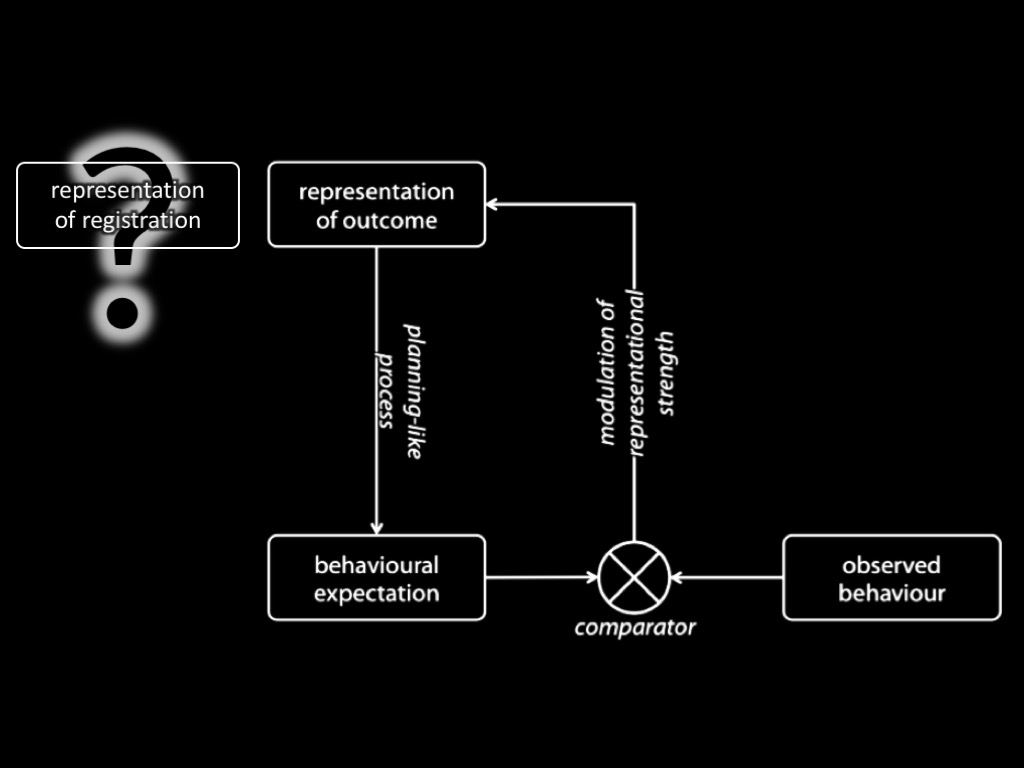 ?
representation
of registration
representation
of outcome
planning-like
process
modulation of
representational
strength
behavioural
expectation
comparator
observed
behaviour